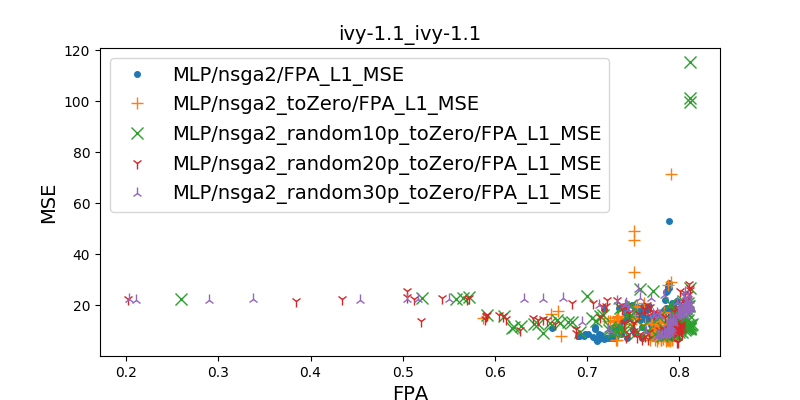 ivy-1.1_ivy-1.1
120
100
80
60
40
20
MSE
MLP/nsga2/FPA_L1_MSE
MLP/nsga2_toZero/FPA_L1_MSE
MLP/nsga2_random10p_toZero/FPA_L1_MSE
MLP/nsga2_random20p_toZero/FPA_L1_MSE
MLP/nsga2_random30p_toZero/FPA_L1_MSE
0.2 0.3 0.4 0.5 0.6 0.7 0.8
FPA